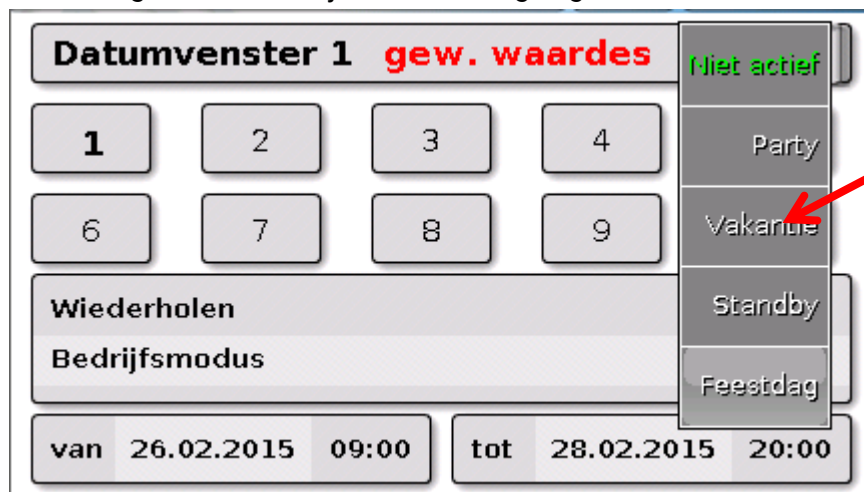 Datumvenster 1 gew. waardes
1 2 3 4
6 7 8 9
Wiederholen
Bedrijfsmodus
Niet actief
Party
Vakantie
Standby
Feestdag
van 26.02.2015 09:00 tot 28.02.2015 20:00